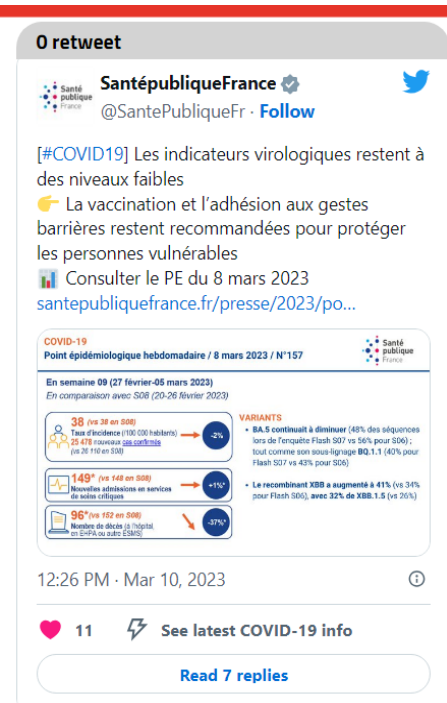 0 retweet
Santé
publique
France
SantépubliqueFrance
@SantePubliqueFr · Follow
[#COVID19] Les indicateurs virologiques restent à
des niveaux faibles
👉 La vaccination et l'adhésion aux gestes
barrières restent recommandées pour protéger
les personnes vulnérables
📊 Consulter le PE du 8 mars 2023
santepubliquefrance.fr/presse/2023/po...
COVID-19
Point épidémiologique hebdomadaire / 8 mars 2023 / N°157
Santé
publique
France
En semaine 09 (27 février-05 mars 2023)
En comparaison avec S08 (20-26 février 2023)
38 (vs 38 en S08)
Taux d'incidence (/100 000 habitants)
25 478 nouveaux cas confirmés
(vs 26 110 en S08)
-2%
149* (vs 148 en S08)
Nouvelles admissions en services
de soins critiques
+1%*
96* (vs 152 en S08)
Nombre de décès (à l'hôpital,
en EHPA ou autre ESMS)
-37%*
VARIANTS
• BA.5 continuait à diminuer (48% des séquences
lors de l'enquête Flash S07 vs 56% pour S06) ;
tout comme son sous-lignage BQ.1.1 (40% pour
Flash S07 vs 43% pour S06)
• Le recombinant XBB a augmenté à 41% (vs 34%
pour Flash S06), avec 32% de XBB.1.5 (vs 26%)
12:26 PM · Mar 10, 2023
11
See latest COVID-19 info
Read 7 replies